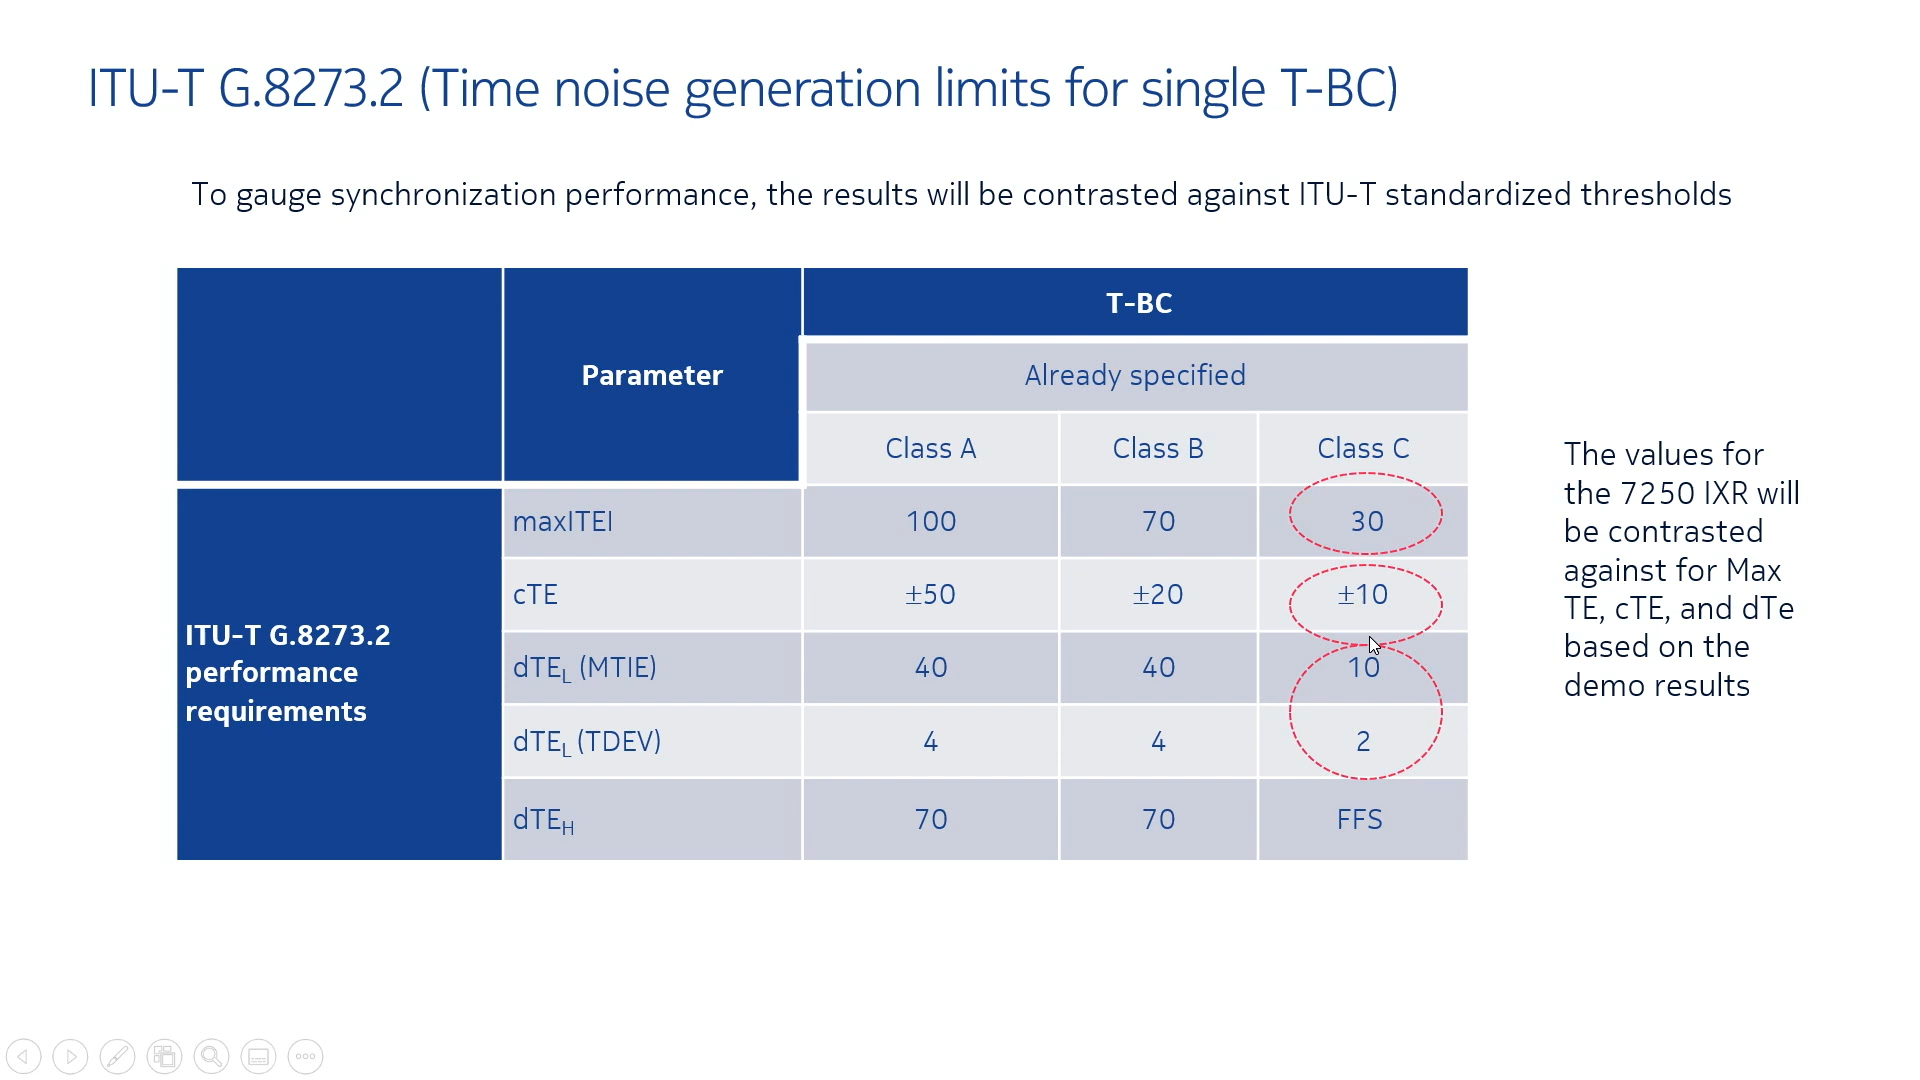 ITU-T G.8273.2 (Time noise generation limits for single T-BC)
To gauge synchronization performance, the results will be contrasted against ITU-T standardized thresholds
Parameter
T-BC
Already specified
Class A Class B Class C
ITU-T G.8273.2
performance
requirements
maxITEI 100 70 30
cTE ±50 ±20 ±10
dTEL (MTIE) 40 40 10
dTEL (TDEV) 4 4 2
dTEH 70 70 FFS
The values for
the 7250 IXR will
be contrasted
against for Max
TE, cTE, and dTe
based on the
demo results